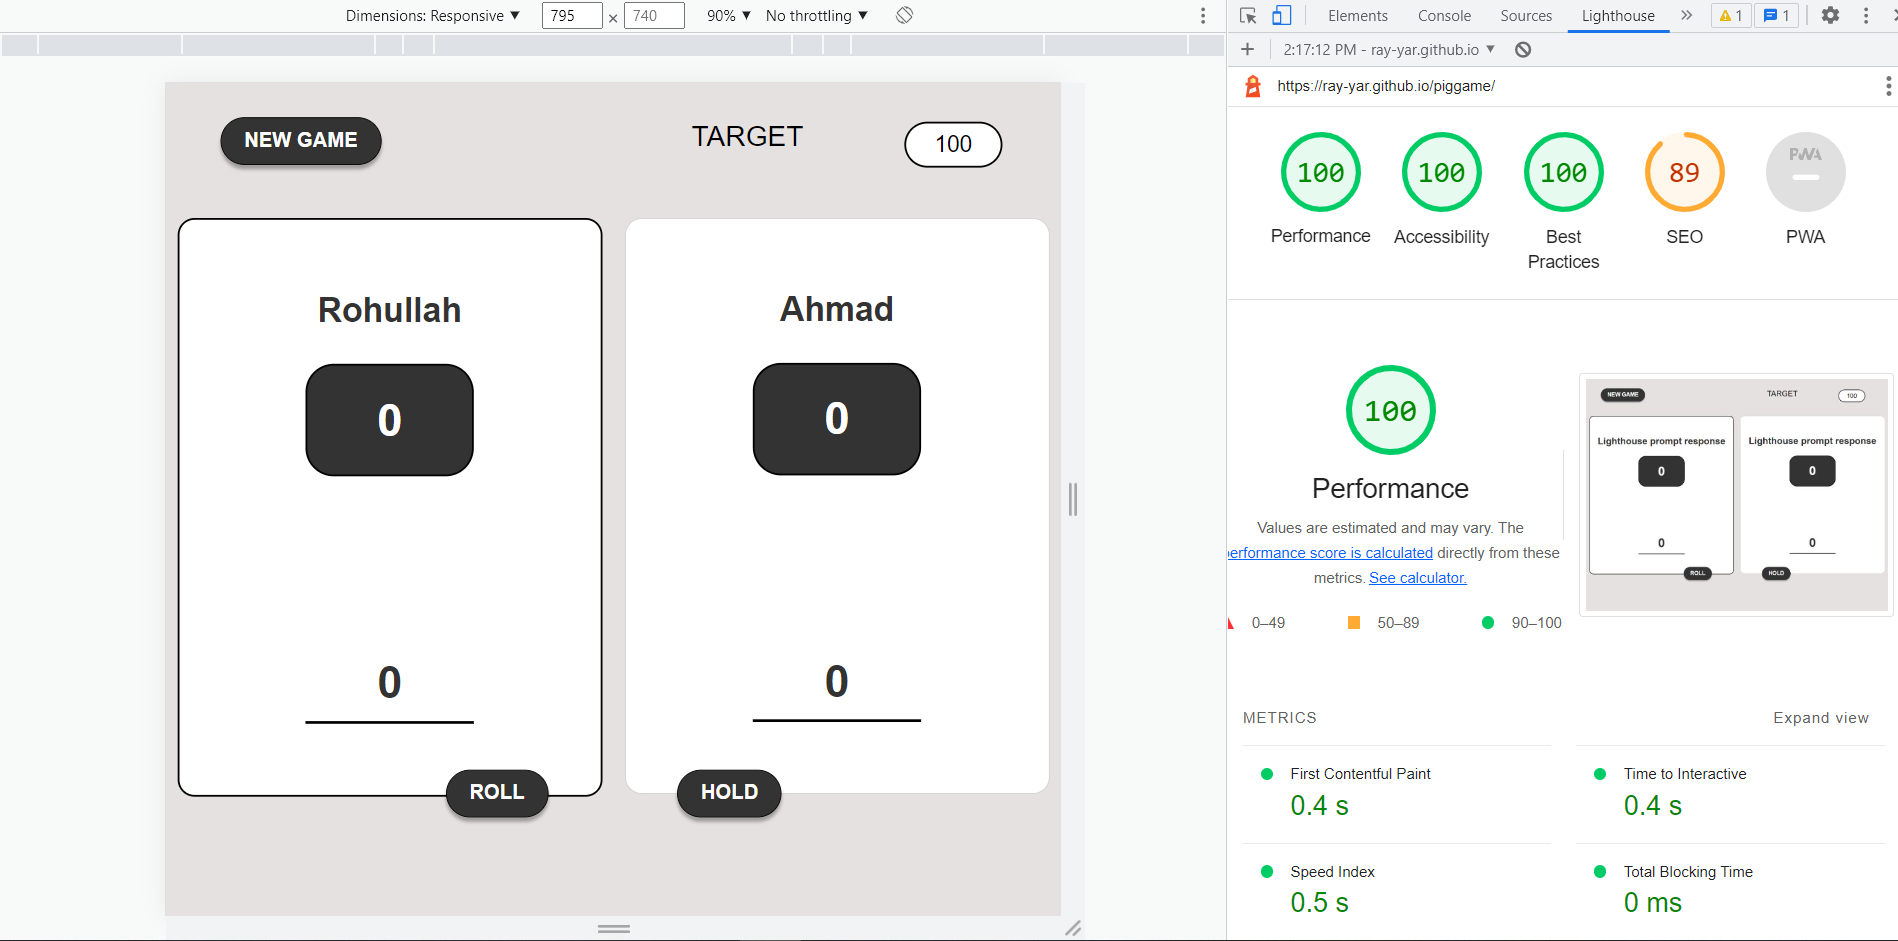 Dimensions: Responsive ▼ 795 × 740 90% ▼ No throttling ▼
NEW GAME
TARGET
100
Rohullah
0
0
ROLL
Ahmad
0
0
HOLD
Elements Console Sources Lighthouse » 1 1
+ 2:17:12 PM - ray-yar.github.io ▼
https://ray-yar.github.io/piggame/
100
Performance
100
Accessibility
100
Best
Practices
89
SEO
PWA
PWA
100
Performance
Values are estimated and may vary. The
performance score is calculated directly from these
metrics. See calculator.
0–49 50–89 90–100
NEW GAME
TARGET
100
Lighthouse prompt response
0
0
ROLL
Lighthouse prompt response
0
0
HOLD
METRICS
Expand view
First Contentful Paint
0.4 s
Time to Interactive
0.4 s
Speed Index
0.5 s
Total Blocking Time
0 ms